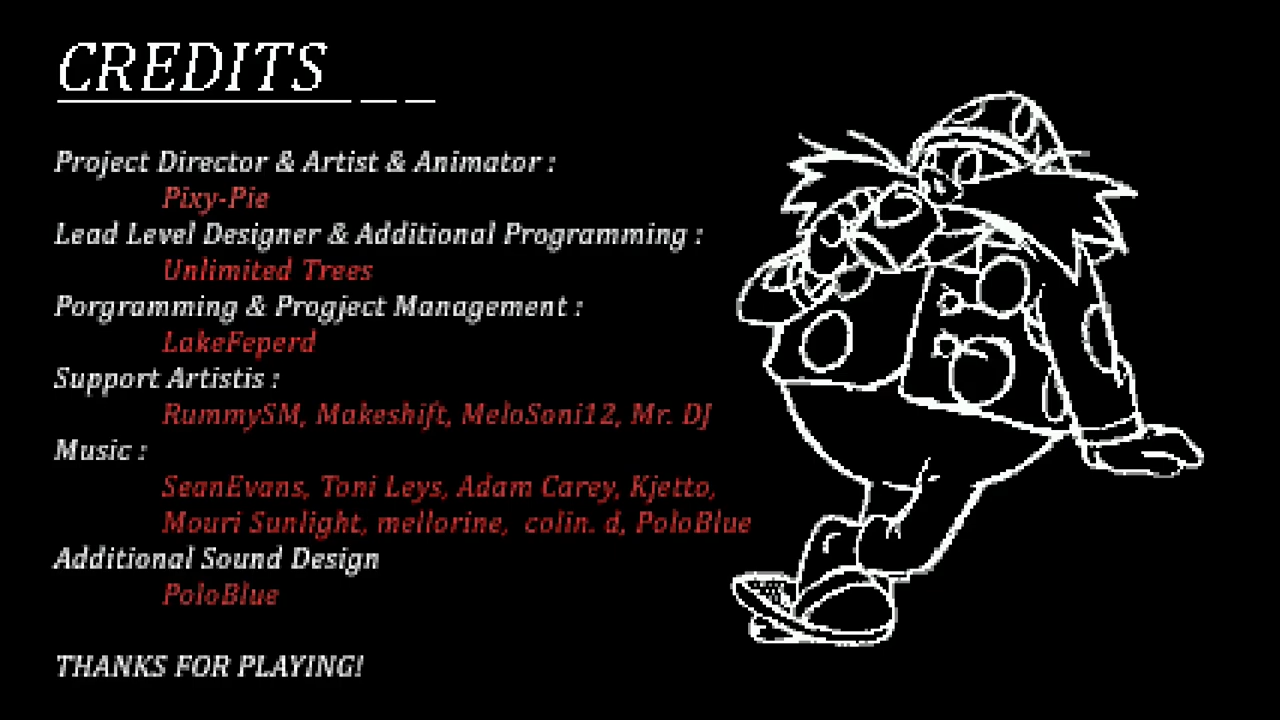 CREDITS
Project Director & Artist & Animator :
Pixy-Pie
Lead Level Designer & Additional Programming :
Unlimited Trees
Porgramming & Progject Management :
LakeFeperd
Support Artistis :
RummySM, Makeshift, MeloSoni12, Mr. DJ
Music :
SeanEvans, Toni Leys, Adam Carey, Kjetto,
Mouri Sunlight, mellorine, colin. d, PoloBlue
Additional Sound Design
PoloBlue
THANKS FOR PLAYING!